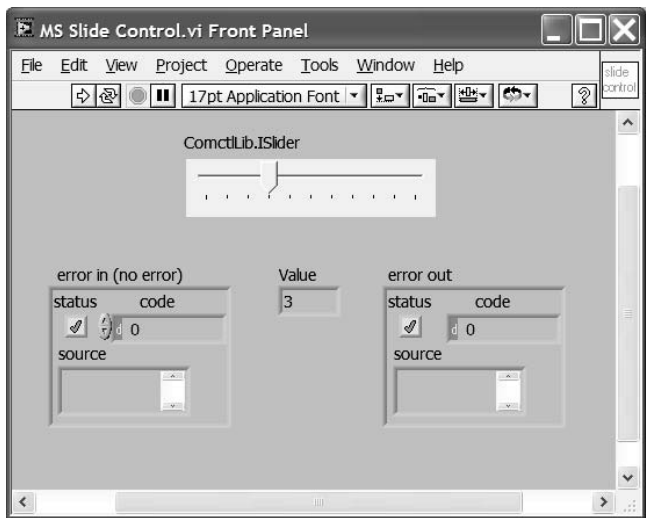 MS Slide Control.vi Front Panel
File Edit View Project Operate Tools Window Help
17pt Application Font
slide
control
ComctlLib.ISlider
error in (no error)
Value
error out
status code
3
status code
d 0
d 0
source
source